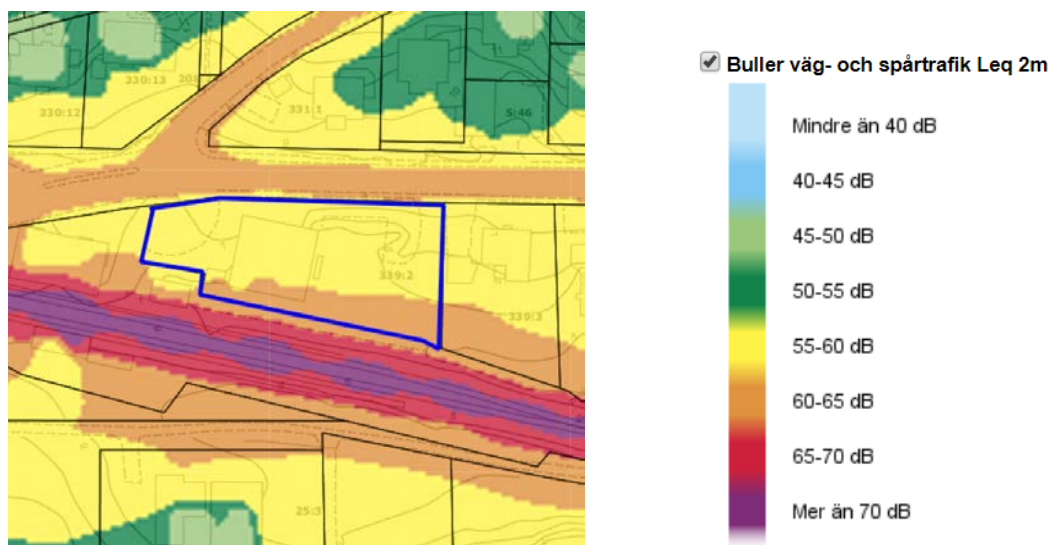 330:13
330:12
331:1
S:46
339:2
339:3
25:3
Buller väg- och spårtrafik Leq 2m
Mindre än 40 dB
40-45 dB
45-50 dB
50-55 dB
55-60 dB
60-65 dB
65-70 dB
Mer än 70 dB